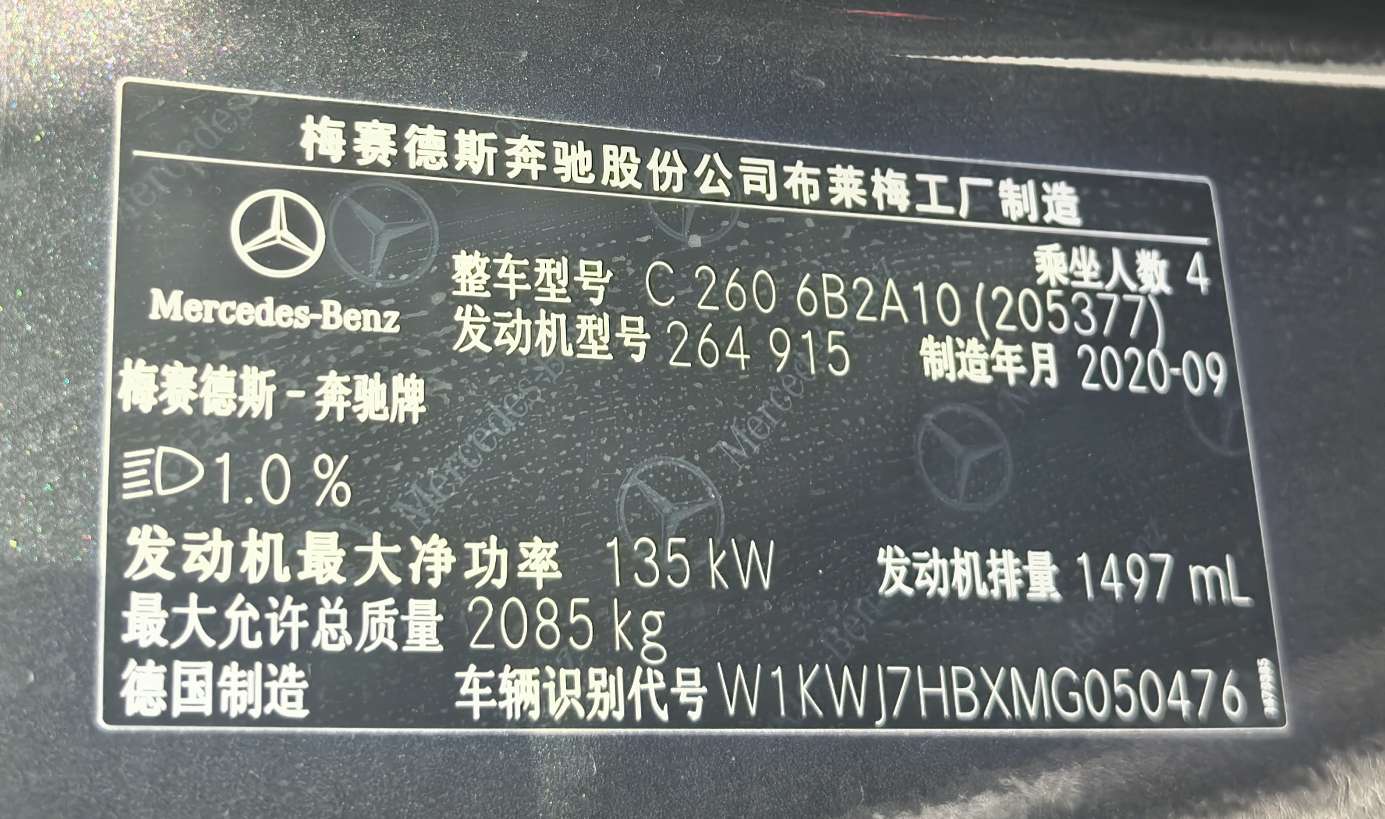 梅赛德斯奔驰股份公司布莱梅工厂制造
乘坐人数 4
整车型号 C 260 6B2A10 (205377)
Mercedes-Benz
发动机型号 264 915
制造年月 2020-09
梅赛德斯-奔驰牌
1.0 %
发动机最大净功率 135 kW
发动机排量 1497 mL
最大允许总质量 2085 kg
德国制造
车辆识别代号 W1KWJ7HBXMG050476